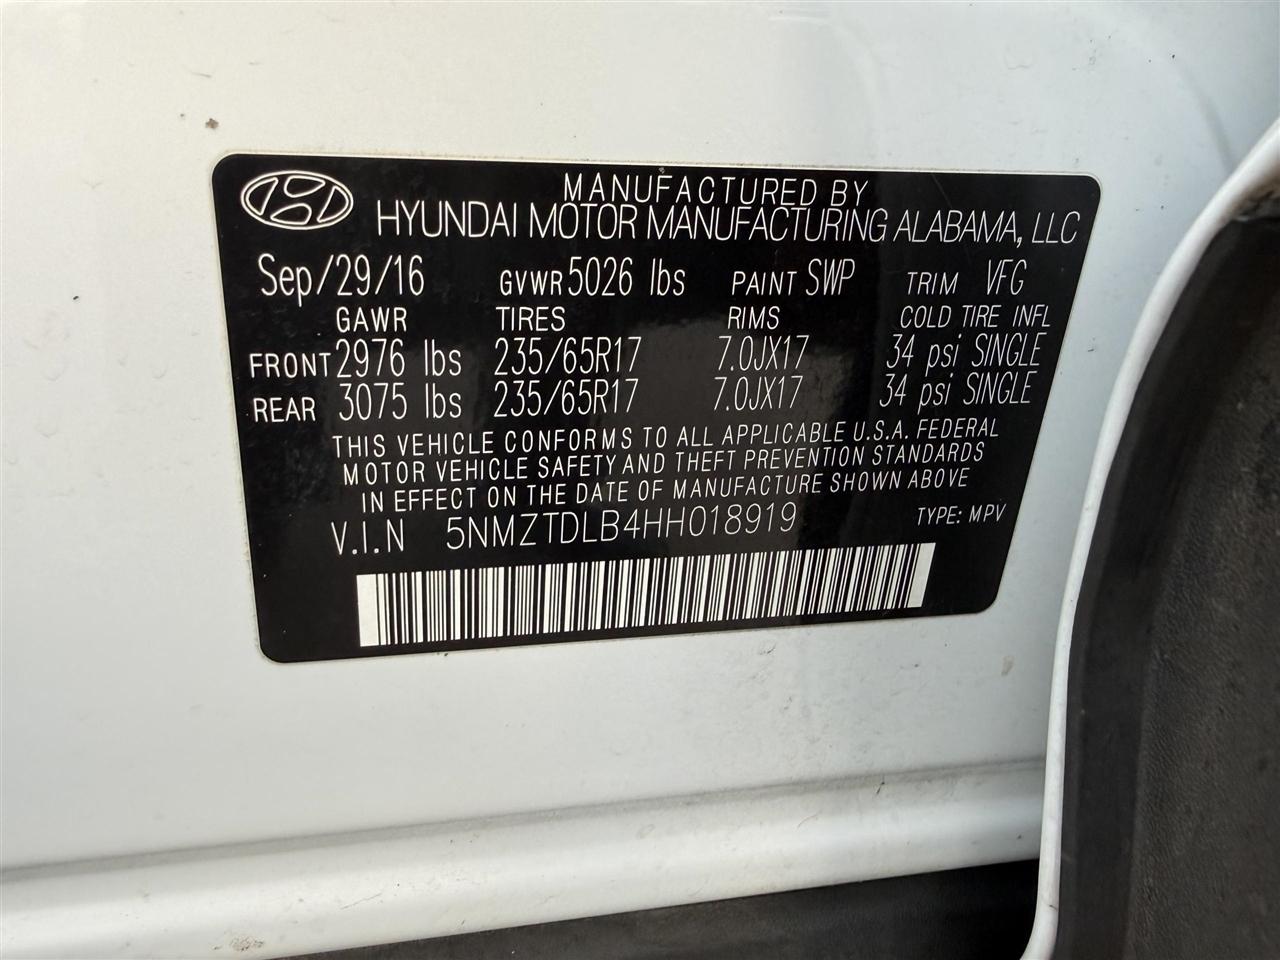 MANUFACTURED BY
HYUNDAI MOTOR MANUFACTURING ALABAMA, LLC
Sep/29/16 GVWR 5026 lbs PAINT SWP TRIM VFG
GAWR TIRES RIMS COLD TIRE INFL
FRONT 2976 lbs 235/65R17 7.0JX17 34 psi SINGLE
REAR 3075 lbs 235/65R17 7.0JX17 34 psi SINGLE
THIS VEHICLE CONFORMS TO ALL APPLICABLE U.S.A. FEDERAL
MOTOR VEHICLE SAFETY AND THEFT PREVENTION STANDARDS
IN EFFECT ON THE DATE OF MANUFACTURE SHOWN ABOVE
V.I.N 5NMZTDLB4HH018919 TYPE: MPV